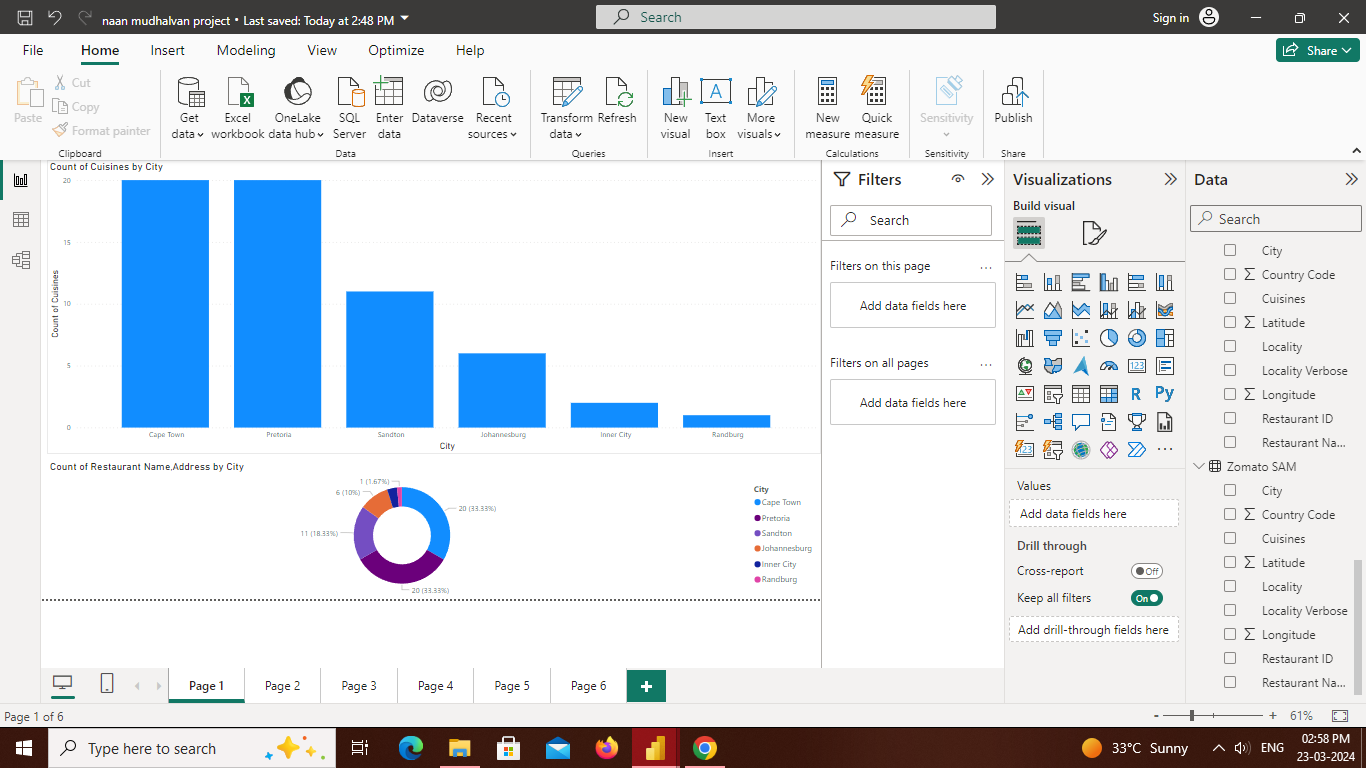 naan mudhalvan project • Last saved: Today at 2:48 PM
Search
Sign in
File Home Insert Modeling View Optimize Help
Share
Paste
Cut
Copy
Format painter
Clipboard
Get data
Excel workbook
OneLake data hub
SQL Server
Enter data
Dataverse
Recent sources
Data
Transform data
Refresh
Queries
New visual
Text box
More visuals
Insert
New measure
Quick measure
Calculations
Sensitivity
Sensitivity
Publish
Share
Count of Cuisines by City
Count of Cuisines
20
15
10
5
0
Cape Town Pretoria Sandton Johannesburg Inner City Randburg
City
Count of Restaurant Name,Address by City
1 (1.67%)
6 (10%)
11 (18.33%)
20 (33.33%)
20 (33.33%)
City
Cape Town
Pretoria
Sandton
Johannesburg
Inner City
Randburg
Filters
Search
Filters on this page ...
Add data fields here
Filters on all pages ...
Add data fields here
Visualizations
Build visual
123
R
Py
123
...
Values
Add data fields here
Drill through
Cross-report Off
Keep all filters On
Add drill-through fields here
Data
Search
City
Σ Country Code
Cuisines
Σ Latitude
Locality
Locality Verbose
Σ Longitude
Restaurant ID
Restaurant Na...
Zomato SAM
City
Σ Country Code
Cuisines
Σ Latitude
Locality
Locality Verbose
Σ Longitude
Restaurant ID
Restaurant Na...
Page 1 Page 2 Page 3 Page 4 Page 5 Page 6 +
Page 1 of 6
- + 61%
Type here to search
33°C Sunny
ENG
02:58 PM
23-03-2024